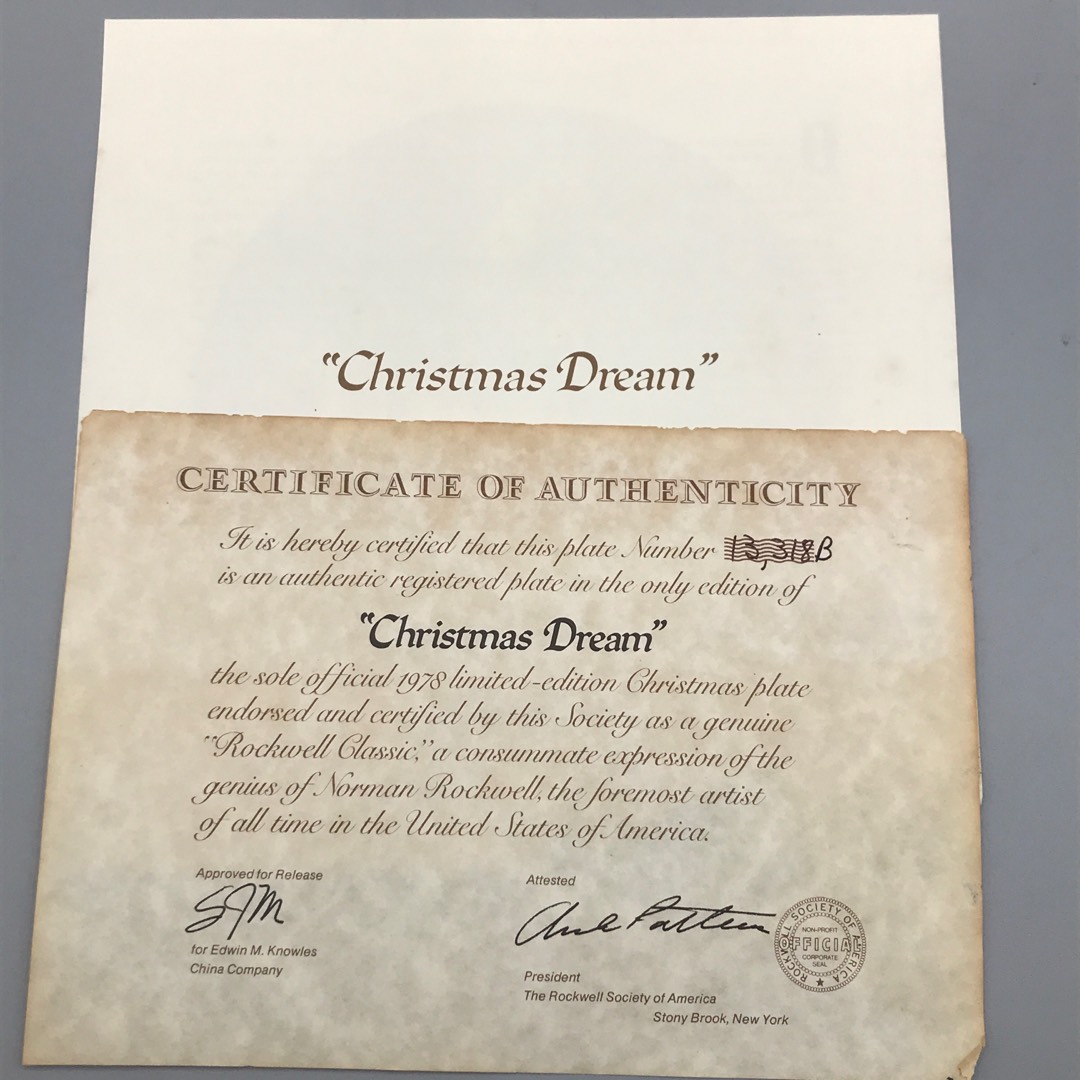 "Christmas Dream"
CERTIFICATE OF AUTHENTICITY
It is hereby certified that this plate Number 13,318B
is an authentic registered plate in the only edition of
"Christmas Dream"
the sole official 1978 limited-edition Christmas plate
endorsed and certified by this Society as a genuine
"Rockwell Classic," a consummate expression of the
genius of Norman Rockwell, the foremost artist
of all time in the United States of America.
Approved for Release
SJM
for Edwin M. Knowles
China Company
Attested
President
The Rockwell Society of America
Stony Brook, New York
ROCKWELL SOCIETY OF AMERICA
NON-PROFIT
OFFICIAL
CORPORATE
SEAL